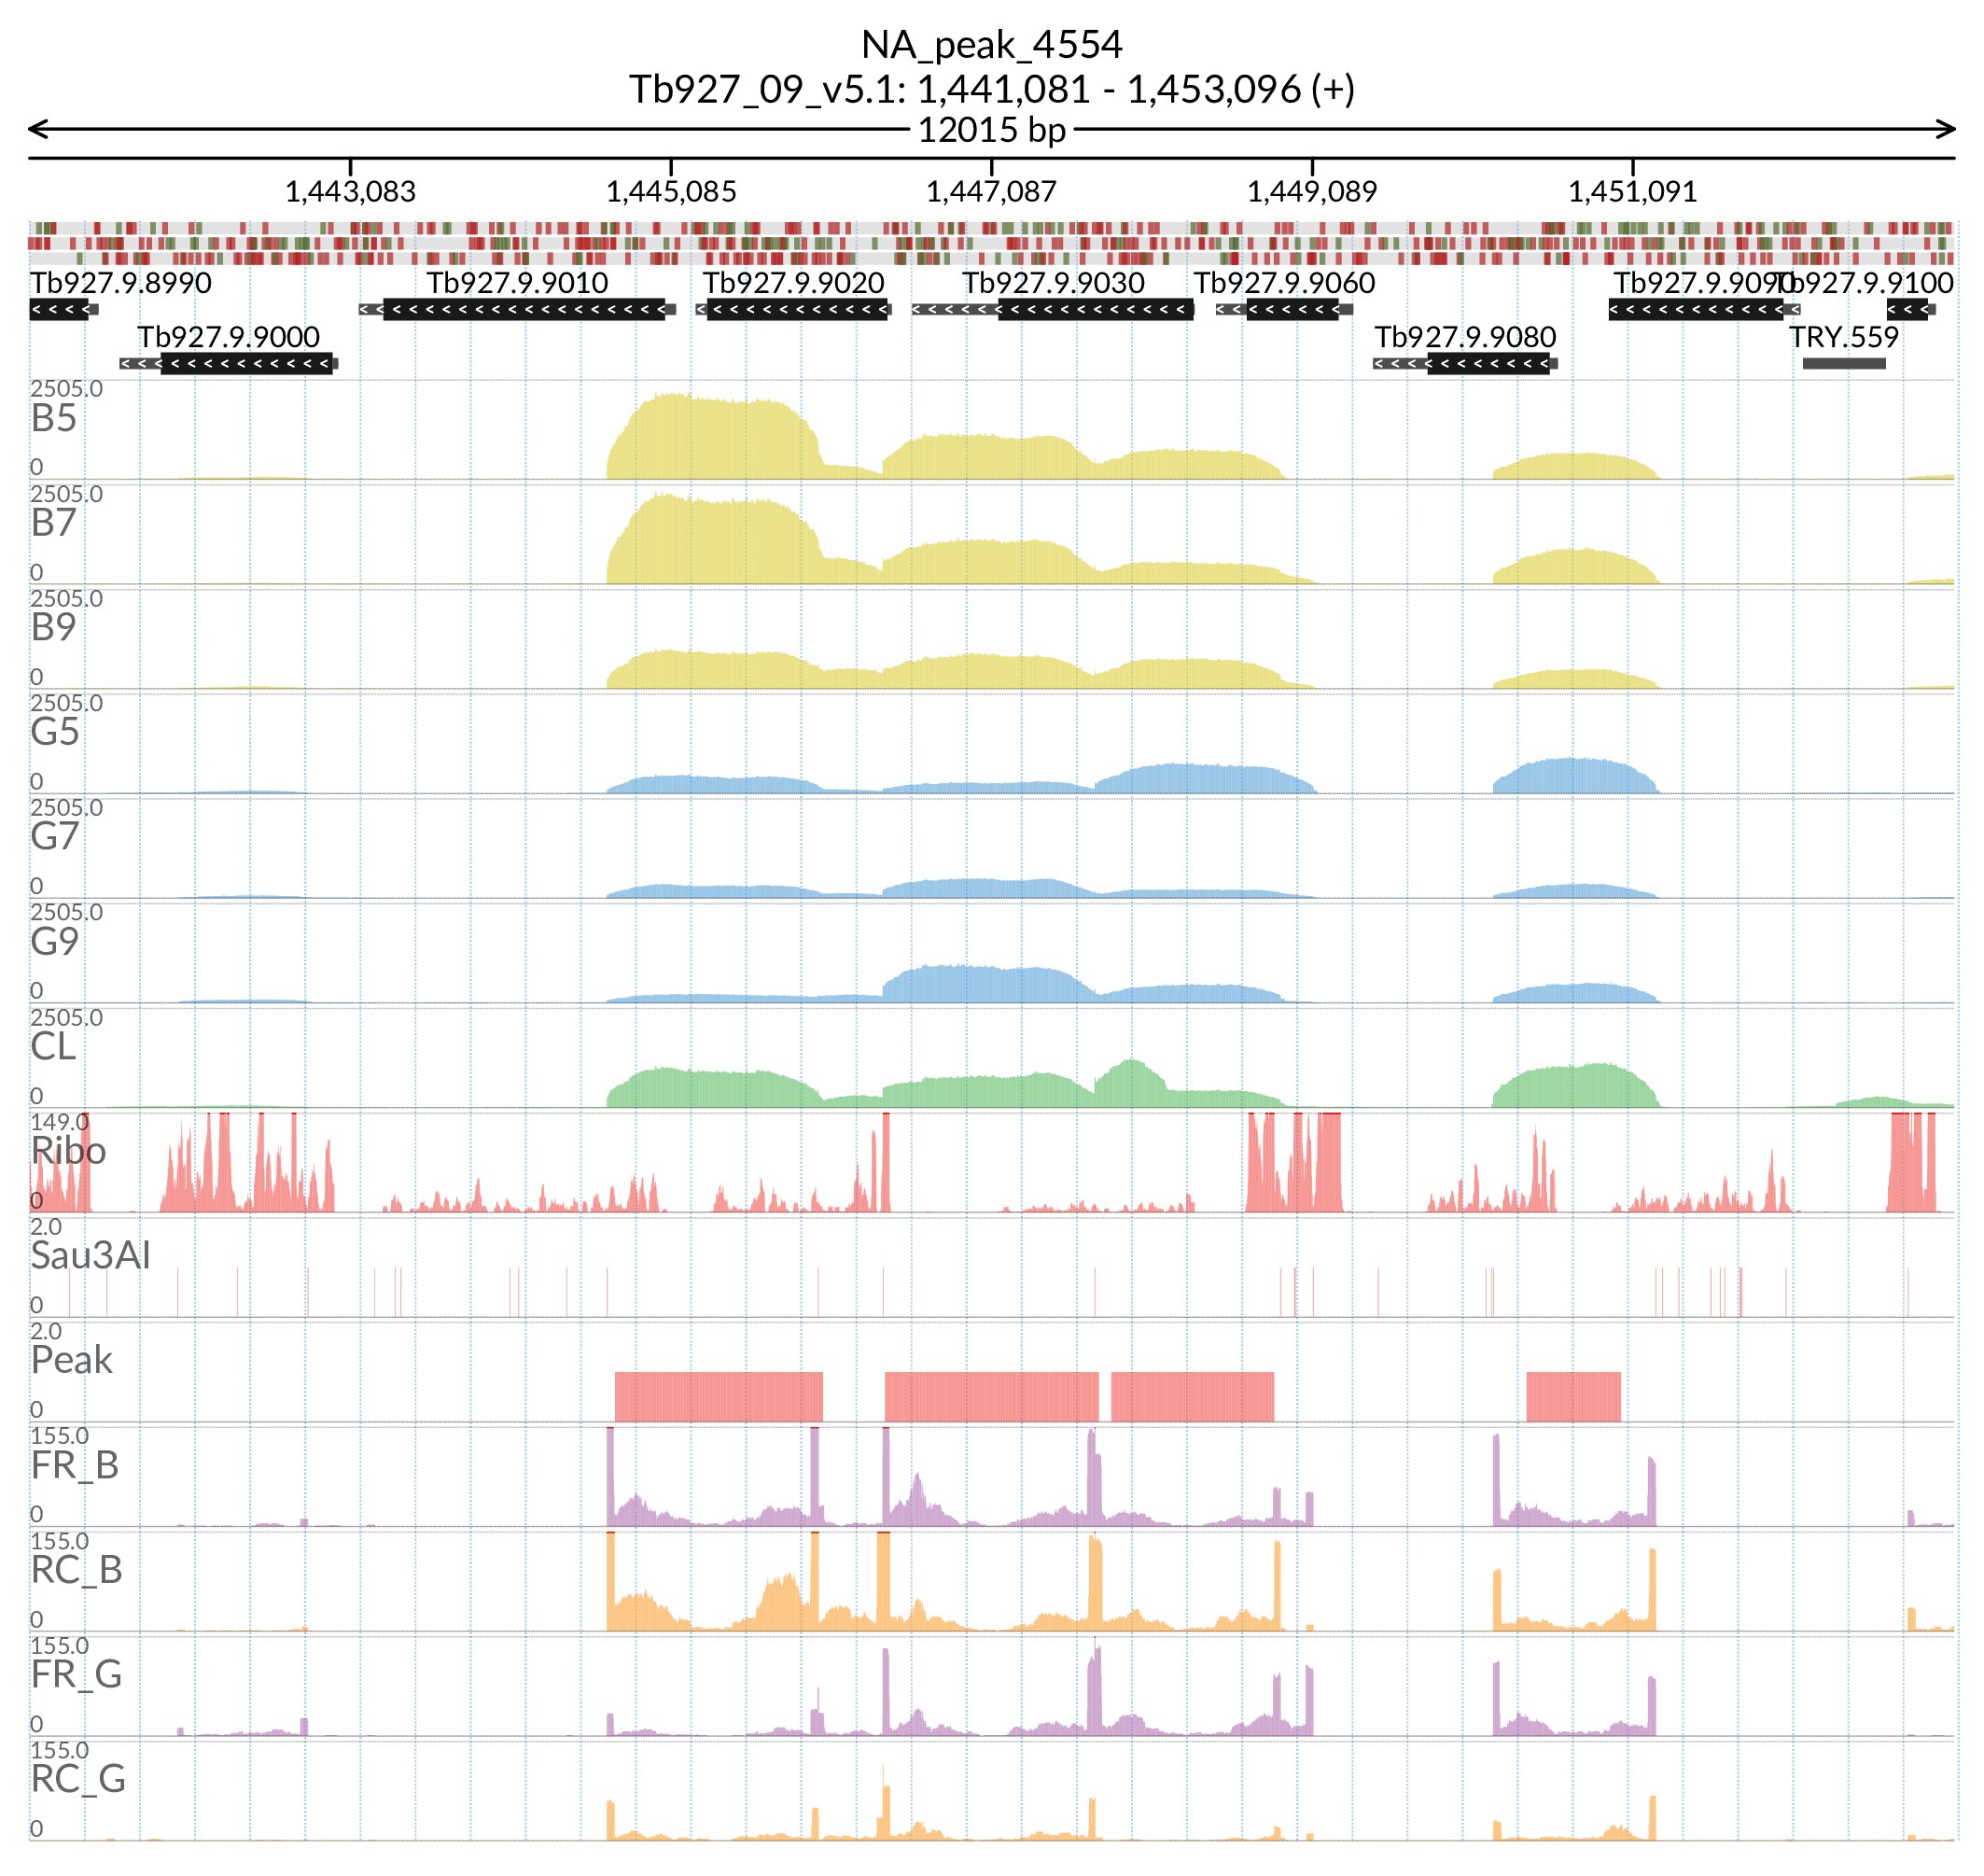 NA_peak_4554
Tb927_09_v5.1: 1,441,081 - 1,453,096 (+)
12015 bp
1,443,083 1,445,085 1,447,087 1,449,089 1,451,091
Tb927.9.8990 Tb927.9.9010 Tb927.9.9020 Tb927.9.9030 Tb927.9.9060 Tb927.9.9090 Tb927.9.9100
Tb927.9.9000 Tb927.9.9080 TRY.559
2505.0
B5
0
2505.0
B7
0
2505.0
B9
0
2505.0
G5
0
2505.0
G7
0
2505.0
G9
0
2505.0
CL
0
149.0
Ribo
0
2.0
Sau3AI
0
2.0
Peak
0
155.0
FR_B
0
155.0
RC_B
0
155.0
FR_G
0
155.0
RC_G
0